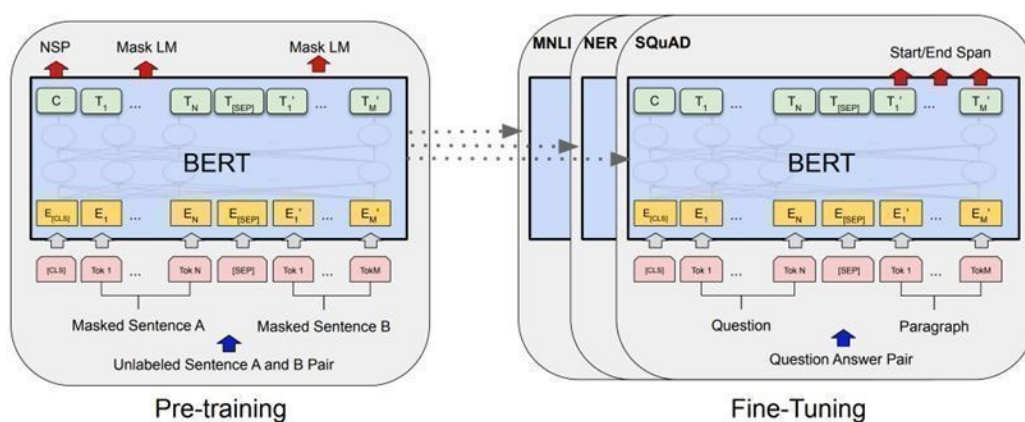 NSP Mask LM Mask LM
C T1 ... TN T[SEP] T1' ... TM'
BERT
E[CLS] E1 ... EN E[SEP] E1' ... EM'
[CLS] Tok 1 ... Tok N [SEP] Tok 1 ... TokM
Masked Sentence A Masked Sentence B
Unlabeled Sentence A and B Pair
Pre-training
MNLI NER SQuAD Start/End Span
C T1 ... TN T[SEP] T1' ... TM'
BERT
E[CLS] E1 ... EN E[SEP] E1' ... EM'
[CLS] Tok 1 ... Tok N [SEP] Tok 1 ... TokM
Question Paragraph
Question Answer Pair
Fine-Tuning